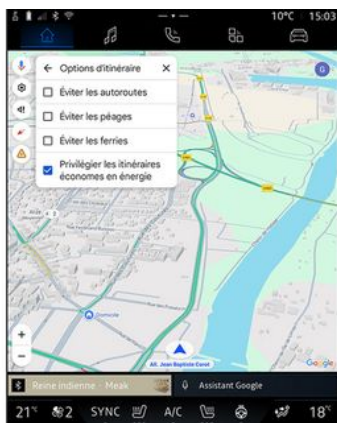 10°C 15:03
Options d'itinéraire
Éviter les autoroutes
Éviter les péages
Éviter les ferries
Privilégier les itinéraires
économes en énergie
G
Domicile
All. Jean Baptiste Corot
Google
Reine indienne · Meak
Assistant Google
21°C 2 SYNC A/C 18°C